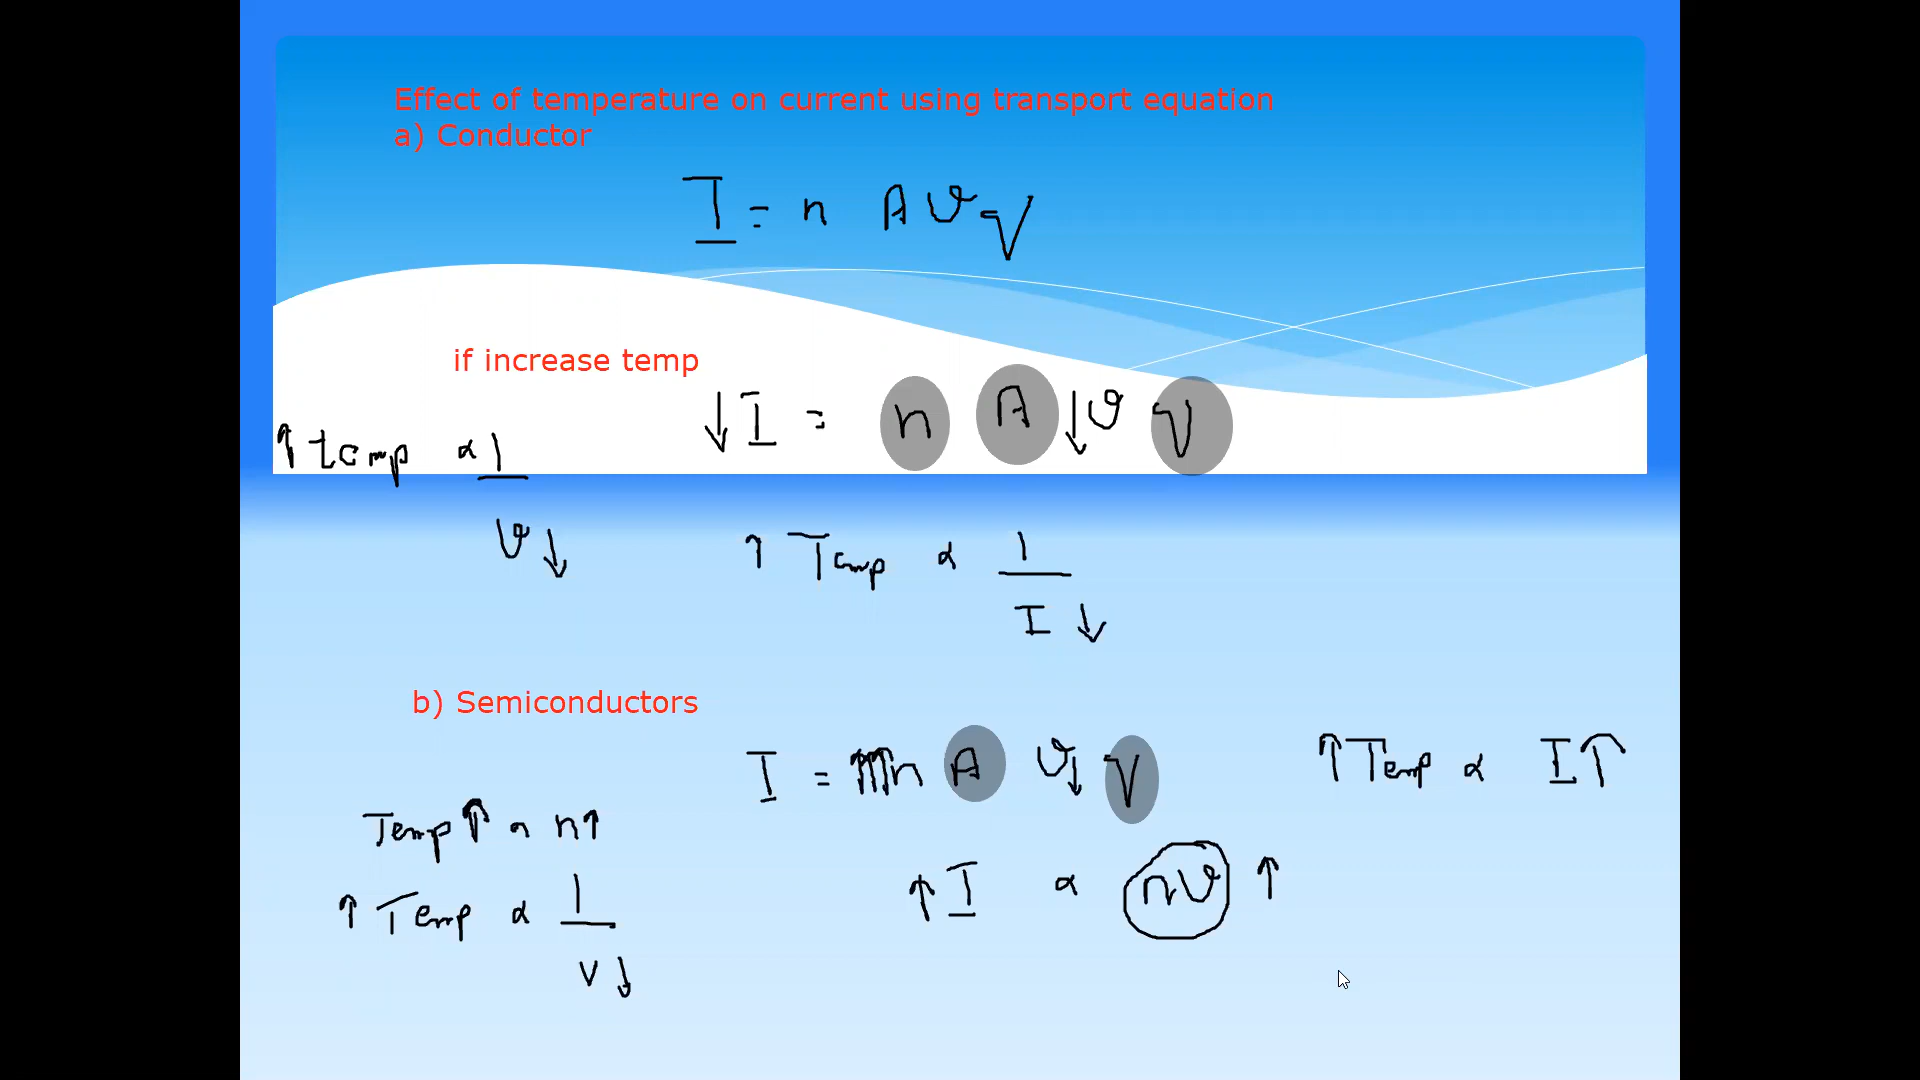 Effect of temperature on current using transport equation
a) Conductor
I = n A v q
if increase temp
↓ I = n A ↓ v q
↑ temp ∝ 1/v ↓
↑ Temp ∝ 1/I ↓
b) Semiconductors
I = ↑↑↑n A v↓ q
↑ Temp ∝ I ↑
Temp ↑ ∝ n↑
↑ I ∝ nv ↑
↑ Temp ∝ 1/v ↓